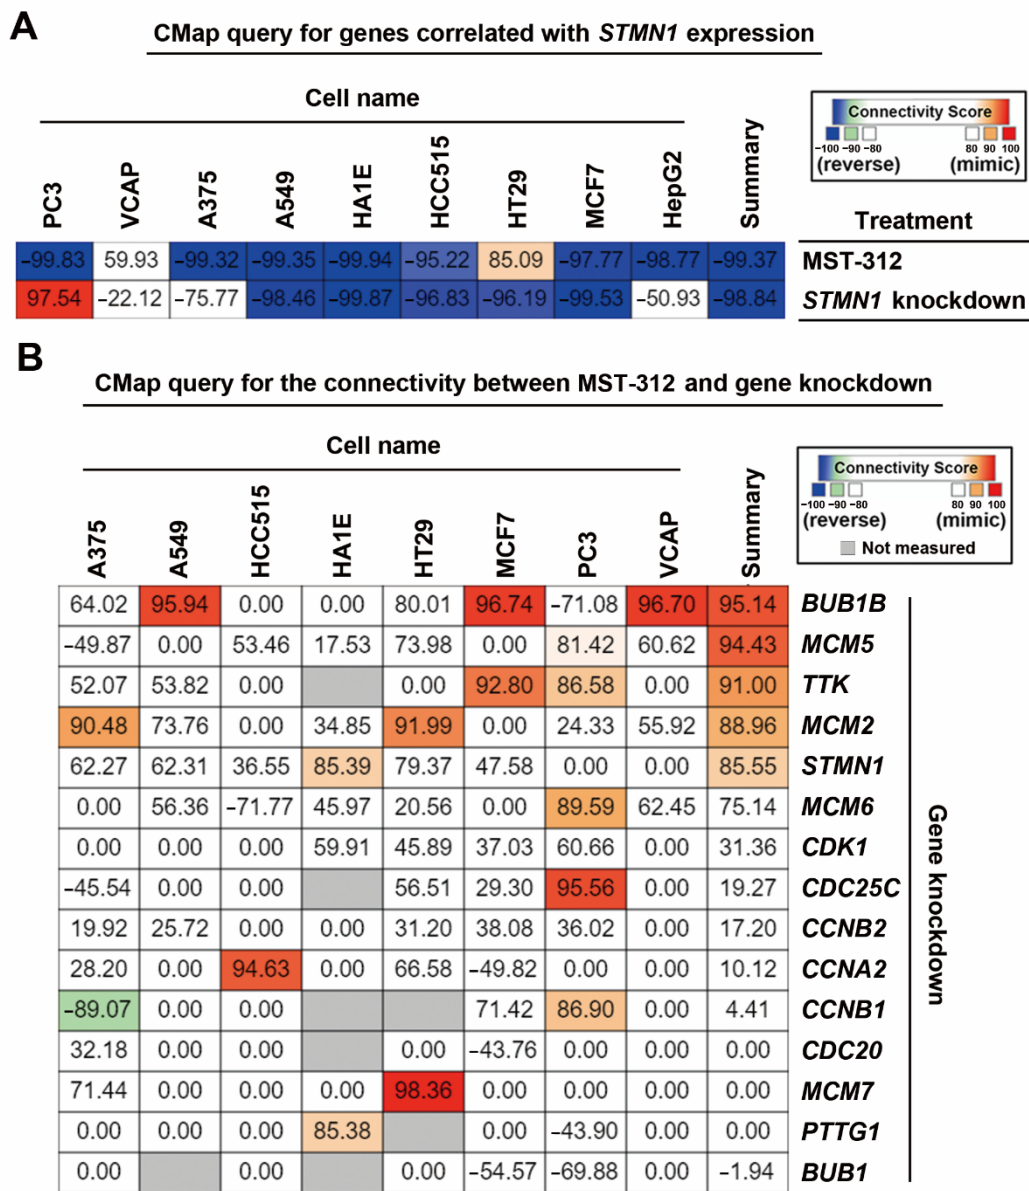 A
CMap query for genes correlated with STMN1 expression
Cell name
PC3 VCAP A375 A549 HA1E HCC515 HT29 MCF7 HepG2 Summary
Connectivity Score
−100 −90 −80 80 90 100
(reverse) (mimic)
Treatment
−99.83 59.93 −99.32 −99.35 −99.94 −95.22 85.09 −97.77 −98.77 −99.37 MST-312
97.54 −22.12 −75.77 −98.46 −99.87 −96.83 −96.19 −99.53 −50.93 −98.84 STMN1 knockdown
B
CMap query for the connectivity between MST-312 and gene knockdown
Cell name
A375 A549 HCC515 HA1E HT29 MCF7 PC3 VCAP Summary
Connectivity Score
−100 −90 −80 80 90 100
(reverse) (mimic)
Not measured
64.02 95.94 0.00 0.00 80.01 96.74 −71.08 96.70 95.14 BUB1B
−49.87 0.00 53.46 17.53 73.98 0.00 81.42 60.62 94.43 MCM5
52.07 53.82 0.00 0.00 92.80 86.58 0.00 91.00 TTK
90.48 73.76 0.00 34.85 91.99 0.00 24.33 55.92 88.96 MCM2
62.27 62.31 36.55 85.39 79.37 47.58 0.00 0.00 85.55 STMN1
0.00 56.36 −71.77 45.97 20.56 0.00 89.59 62.45 75.14 MCM6
0.00 0.00 0.00 59.91 45.89 37.03 60.66 0.00 31.36 CDK1
−45.54 0.00 0.00 56.51 29.30 95.56 0.00 19.27 CDC25C
19.92 25.72 0.00 0.00 31.20 38.08 36.02 0.00 17.20 CCNB2
28.20 0.00 94.63 0.00 66.58 −49.82 0.00 0.00 10.12 CCNA2
−89.07 0.00 0.00 71.42 86.90 0.00 4.41 CCNB1
32.18 0.00 0.00 0.00 −43.76 0.00 0.00 0.00 CDC20
71.44 0.00 0.00 0.00 98.36 0.00 0.00 0.00 0.00 MCM7
0.00 0.00 0.00 85.38 0.00 −43.90 0.00 0.00 PTTG1
0.00 0.00 0.00 −54.57 −69.88 0.00 −1.94 BUB1
Gene knockdown